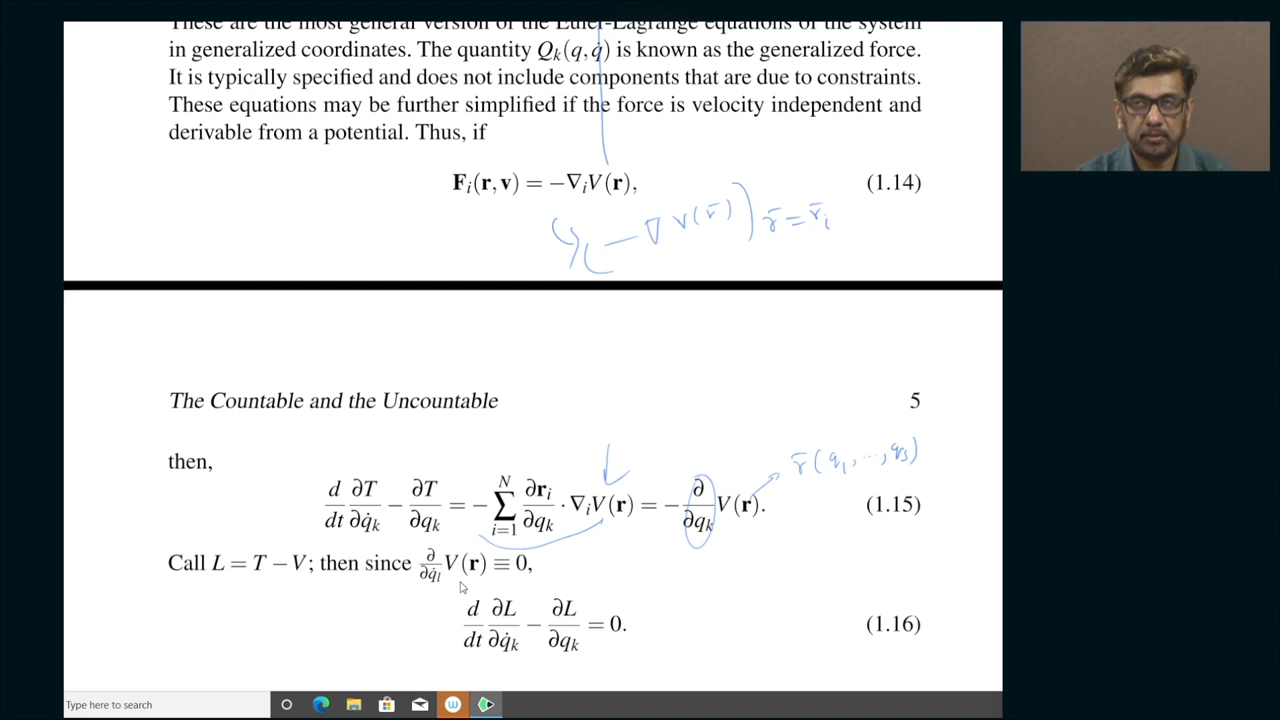 These are the most general version of the Euler-Lagrange equations of the system
in generalized coordinates. The quantity Q_k(q, q̇) is known as the generalized force.
It is typically specified and does not include components that are due to constraints.
These equations may be further simplified if the force is velocity independent and
derivable from a potential. Thus, if
F_i(r, v) = −∇_i V(r), (1.14)
− ∇ V(r̄) ) r̄ = r̄_i
The Countable and the Uncountable 5
r̄(q_1, ..., q_s)
then,
d/dt ∂T/∂q̇_k − ∂T/∂q_k = − ∑_{i=1}^{N} ∂r_i/∂q_k · ∇_i V(r) = − ∂/∂q_k V(r). (1.15)
Call L = T − V; then since ∂/∂q̇_l V(r) ≡ 0,
d/dt ∂L/∂q̇_k − ∂L/∂q_k = 0. (1.16)
Type here to search